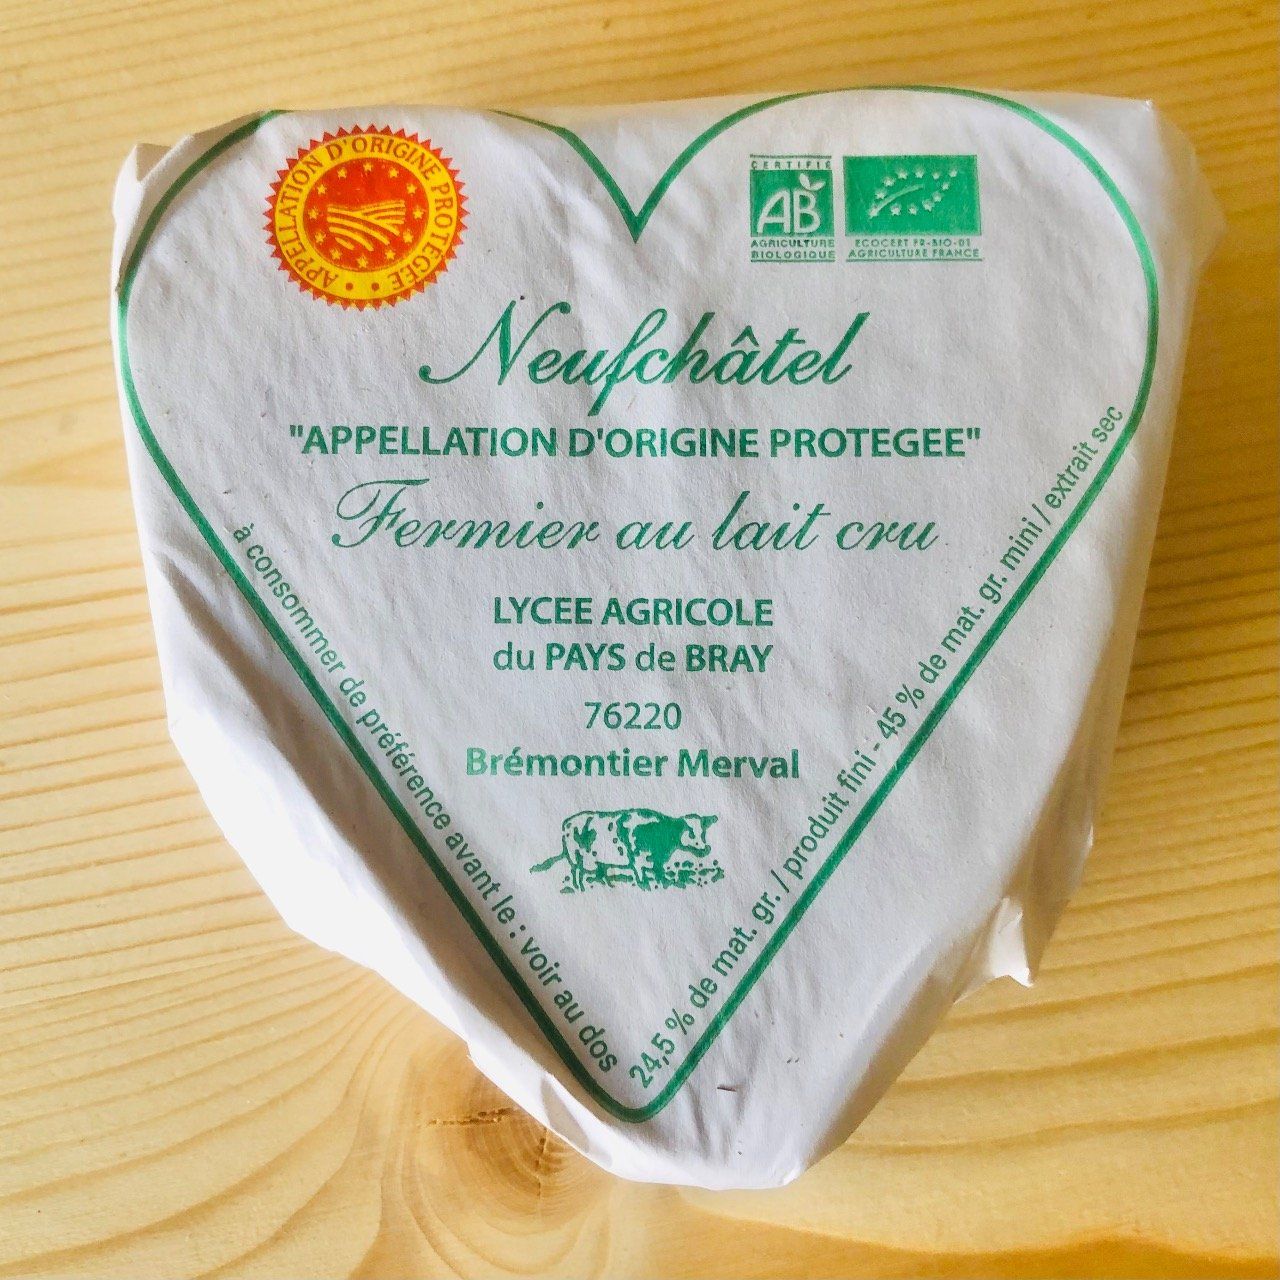 APPELLATION D'ORIGINE PROTÉGÉE
CERTIFIÉ
AB
AGRICULTURE
BIOLOGIQUE
ECOCERT FR-BIO-01
AGRICULTURE FRANCE
Neufchâtel
"APPELLATION D'ORIGINE PROTEGEE"
Fermier au lait cru
LYCEE AGRICOLE
du PAYS de BRAY
76220
Brémontier Merval
à consommer de préférence avant le : voir au dos
24,5 % de mat. gr. / produit fini - 45 % de mat. gr. mini / extrait sec